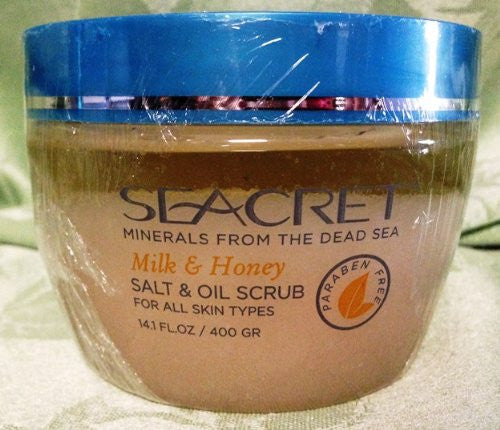 SEACRET
MINERALS FROM THE DEAD SEA
Milk & Honey
SALT & OIL SCRUB
FOR ALL SKIN TYPES
14.1 FL.OZ / 400 GR
PARABEN FREE